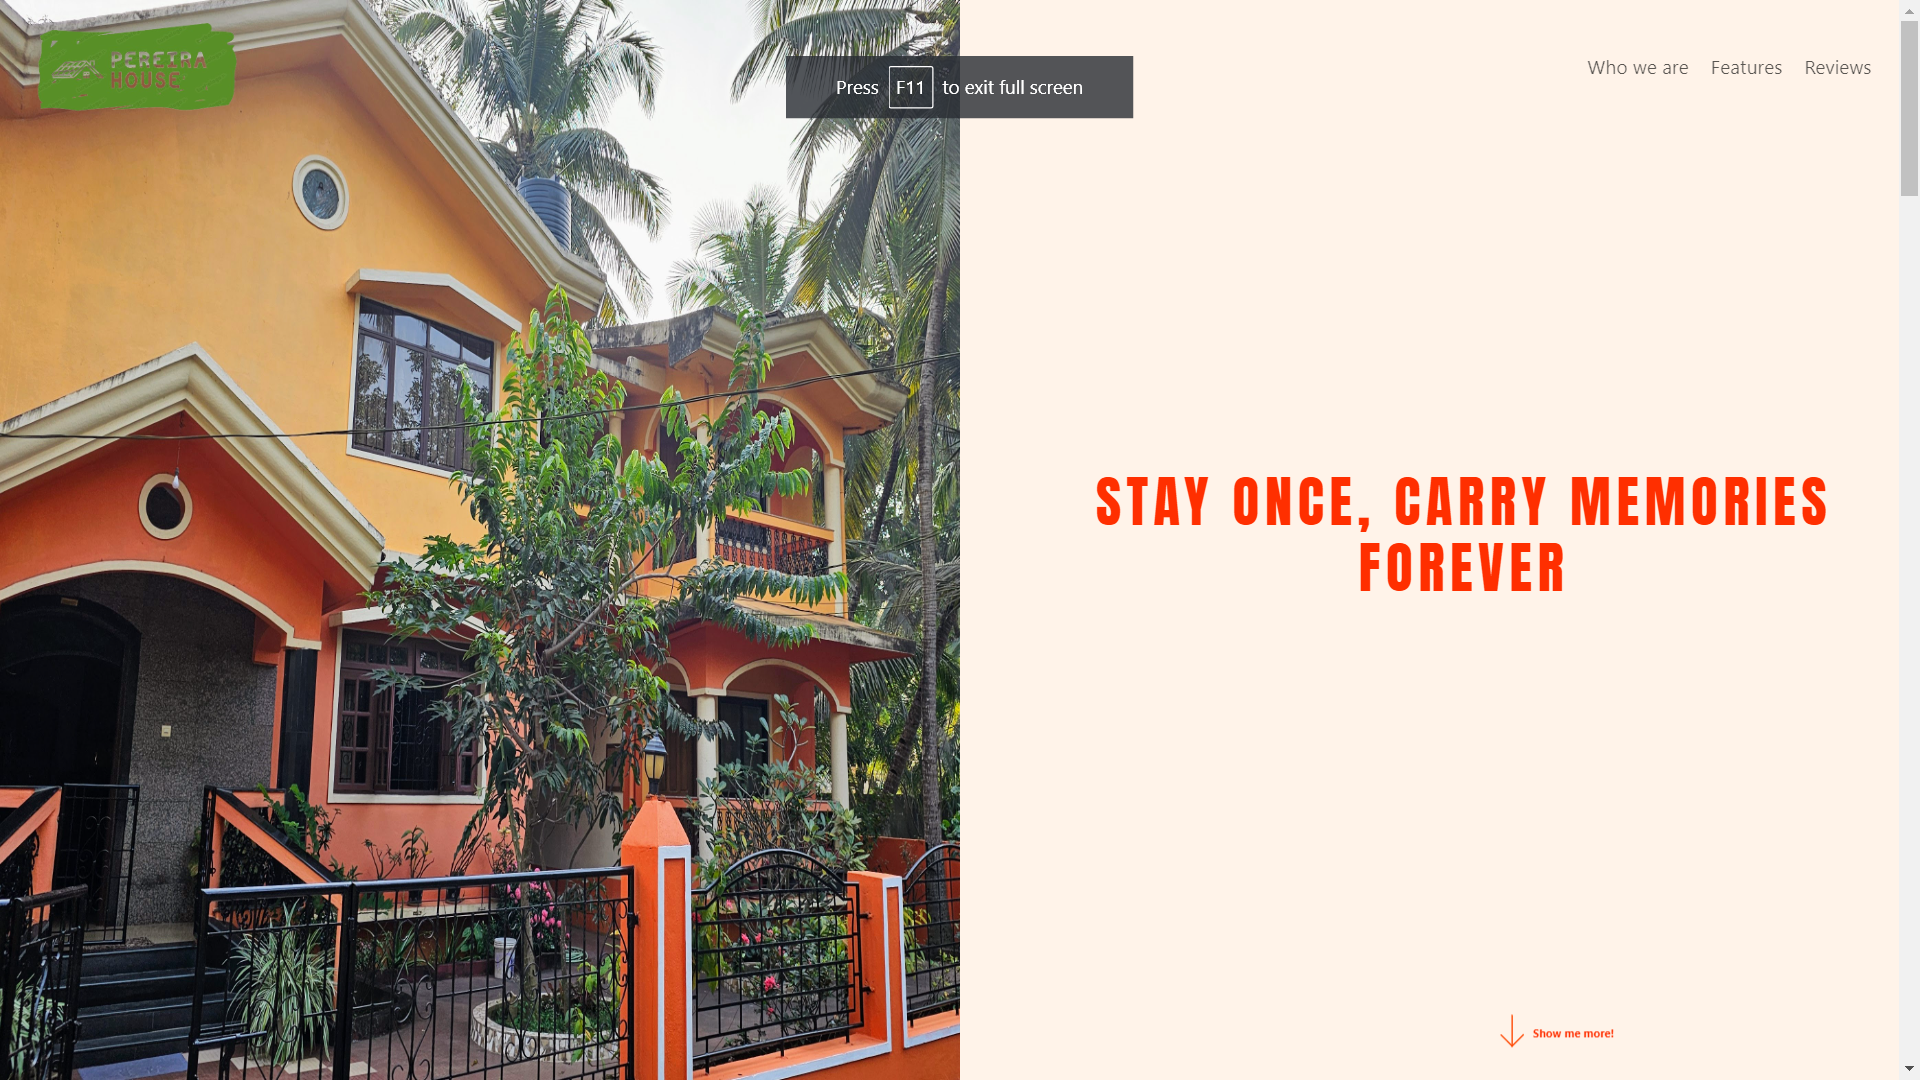 PEREIRA
HOUSE
Press F11 to exit full screen
Who we are Features Reviews
STAY ONCE, CARRY MEMORIES
FOREVER
Show me more!